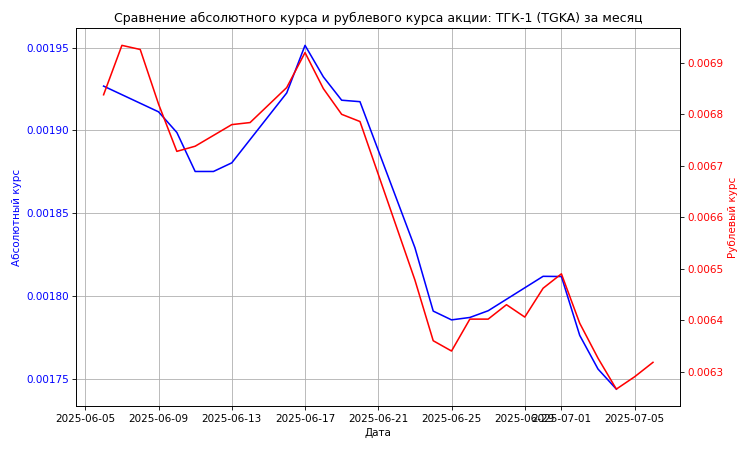 Сравнение абсолютного курса и рублевого курса акции: ТГК-1 (TGKA) за месяц
0.00195
0.00190
0.00185
0.00180
0.00175
Абсолютный курс
0.0069
0.0068
0.0067
0.0066
0.0065
0.0064
0.0063
Рублевый курс
2025-06-05 2025-06-09 2025-06-13 2025-06-17 2025-06-21 2025-06-25 2025-06-29 2025-07-01 2025-07-05
Дата